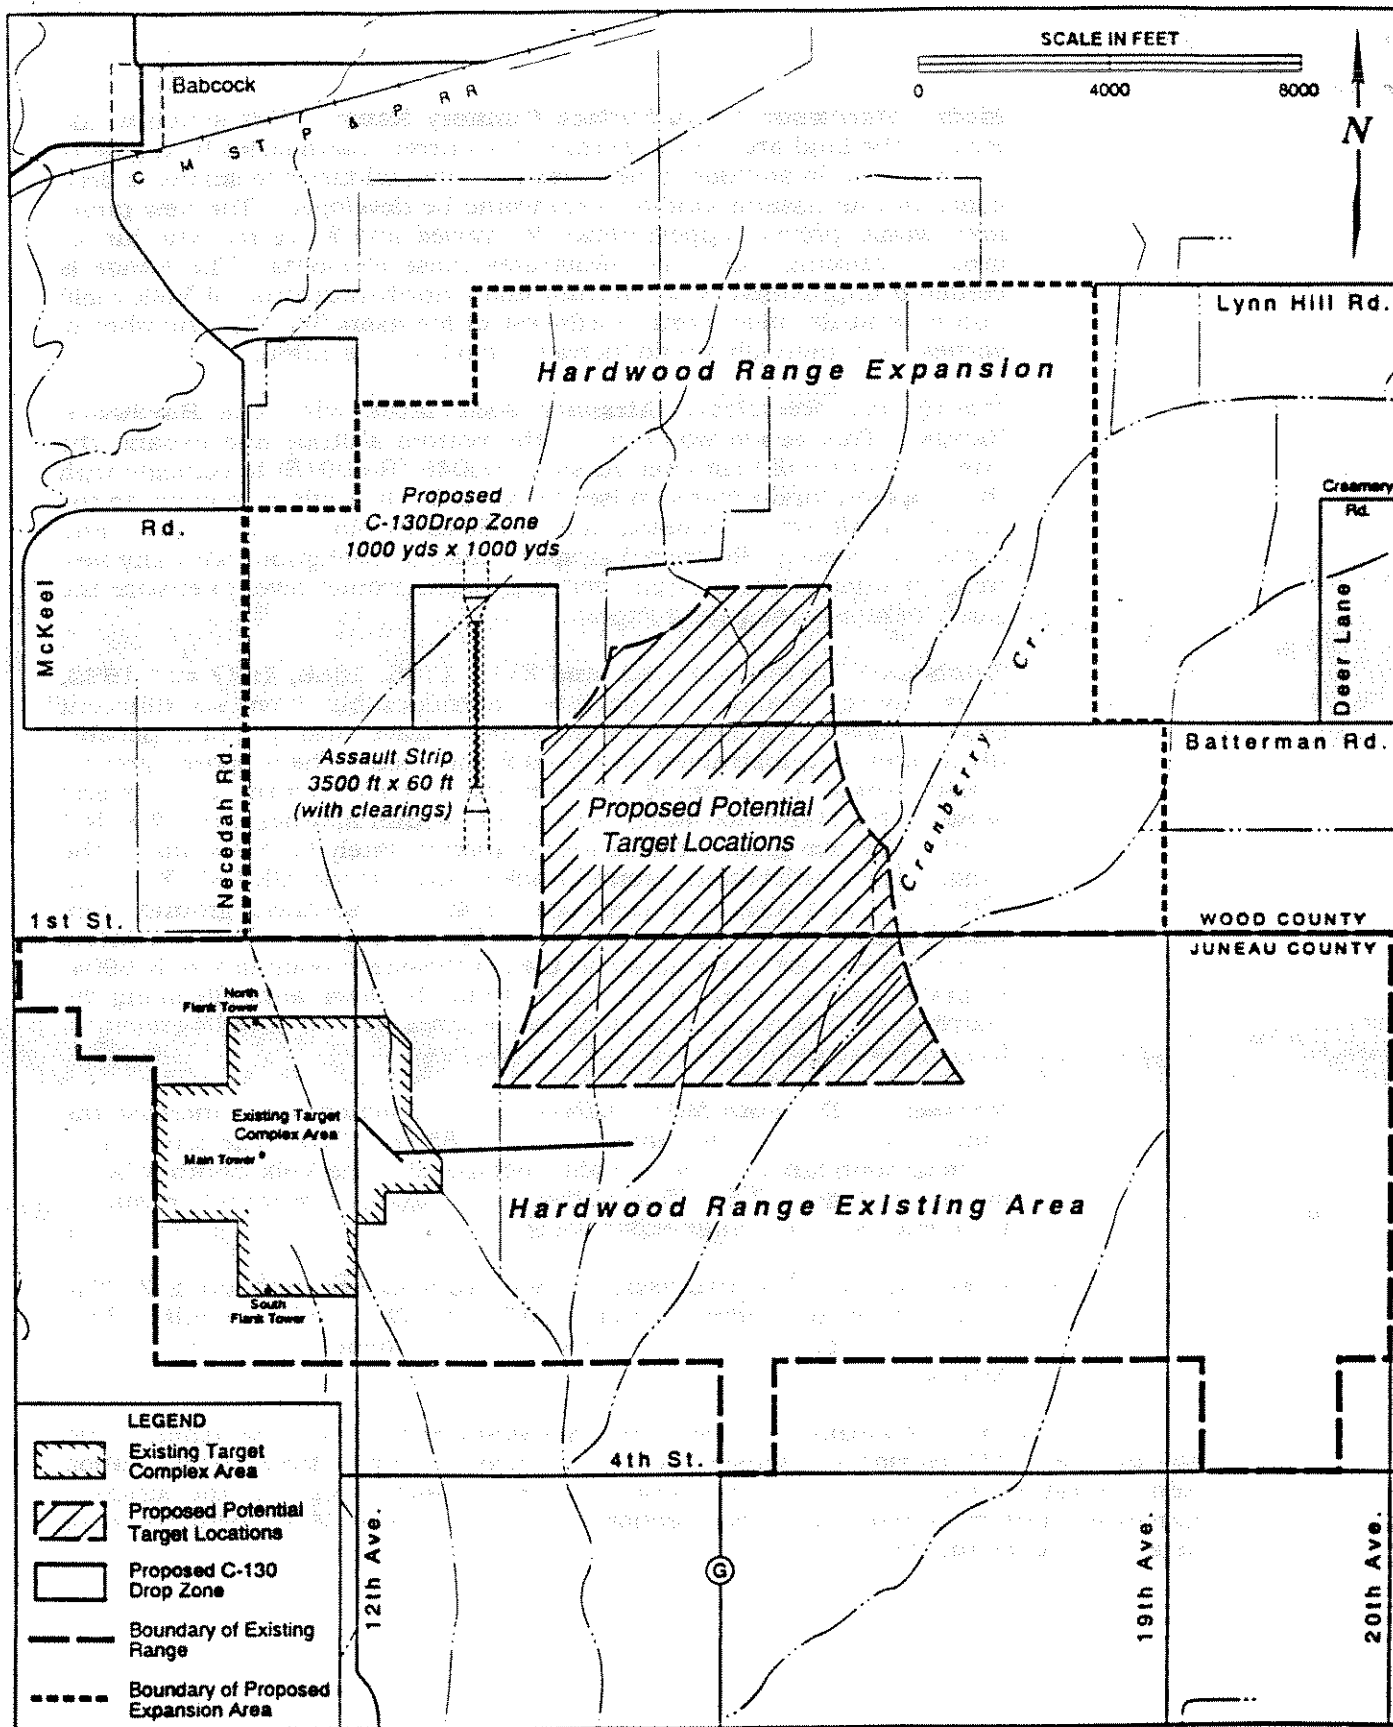 SCALE IN FEET
0 4000 8000
N
Babcock
C M ST P & P R R
Lynn Hill Rd.
Hardwood Range Expansion
Creamery
Rd.
Proposed
C-130Drop Zone
1000 yds x 1000 yds
Rd.
McKeel
Deer Lane
Necedah Rd.
Assault Strip
3500 ft x 60 ft
(with clearings)
Batterman Rd.
Proposed Potential
Target Locations
Cranberry Cr.
1st St.
WOOD COUNTY
JUNEAU COUNTY
North
Flank Tower
Existing Target
Complex Area
Main Tower
Hardwood Range Existing Area
South
Flank Tower
4th St.
G
12th Ave.
19th Ave.
20th Ave.
LEGEND
Existing Target
Complex Area
Proposed Potential
Target Locations
Proposed C-130
Drop Zone
Boundary of Existing
Range
Boundary of Proposed
Expansion Area